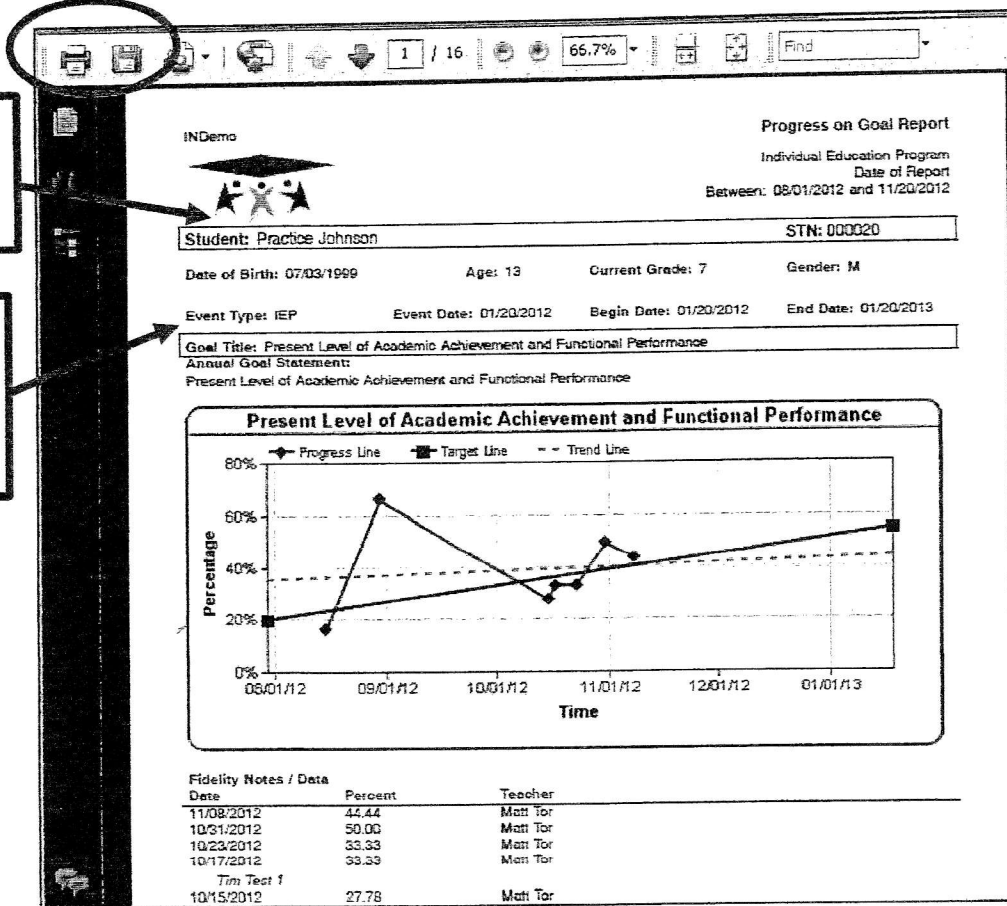 1 / 16 66.7% Find
INDemo
Progress on Goal Report
Individual Education Program
Date of Report
Between: 08/01/2012 and 11/20/2012
Student: Practice Johnson STN: 000020
Date of Birth: 07/03/1999 Age: 13 Current Grade: 7 Gender: M
Event Type: IEP Event Date: 01/20/2012 Begin Date: 01/20/2012 End Date: 01/20/2013
Goal Title: Present Level of Academic Achievement and Functional Performance
Annual Goal Statement:
Present Level of Academic Achievement and Functional Performance
Present Level of Academic Achievement and Functional Performance
Progress Line Target Line Trend Line
80%
60%
40%
20%
0%
Percentage
08/01/12 09/01/12 10/01/12 11/01/12 12/01/12 01/01/13
Time
Fidelity Notes / Data
Date Percent Teacher
11/08/2012 44.44 Matt Tor
10/31/2012 50.00 Matt Tor
10/23/2012 33.33 Matt Tor
10/17/2012 33.33 Matt Tor
Tim Test 1
10/15/2012 27.78 Matt Tor